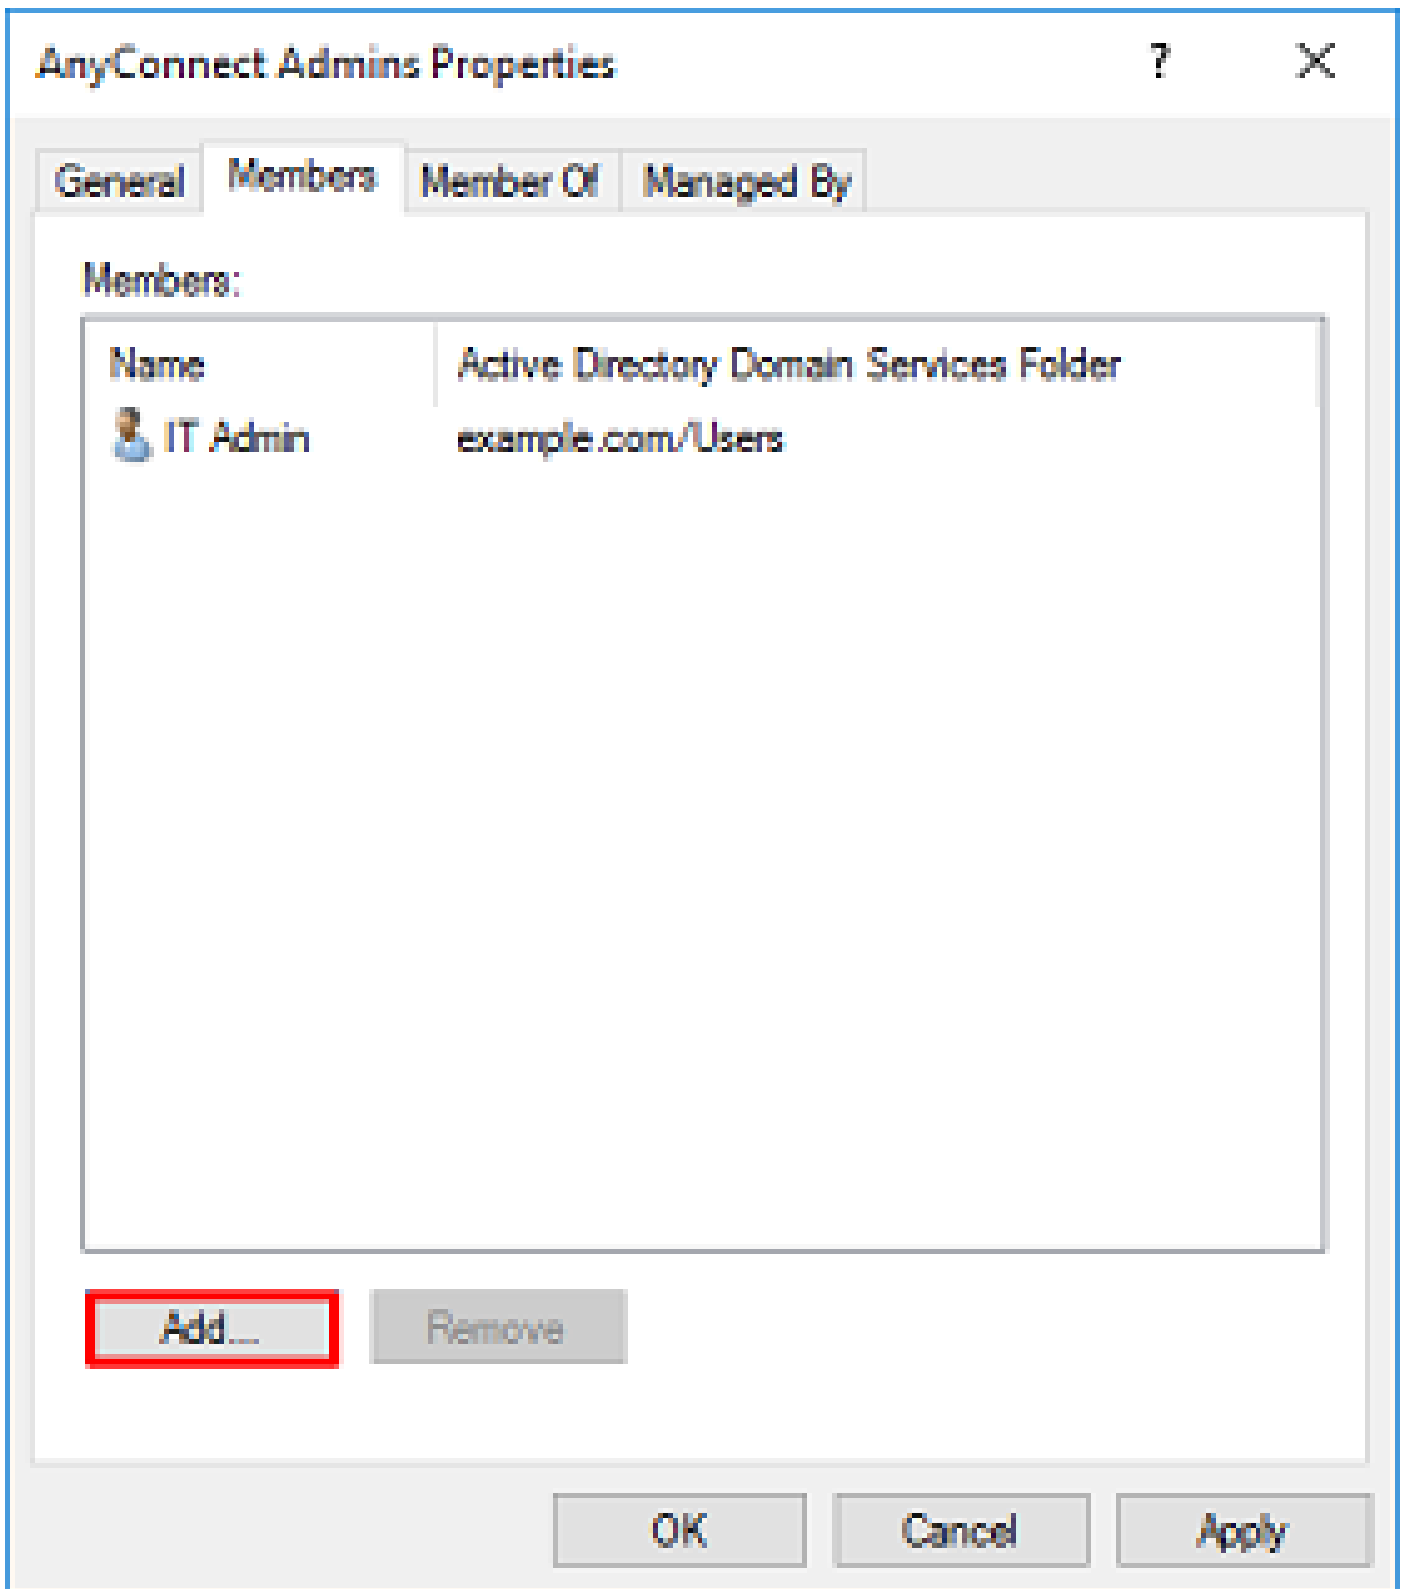 AnyConnect Admins Properties ?
General Members Member Of Managed By
Members:
Name Active Directory Domain Services Folder
IT Admin example.com/Users
Add... Remove
OK Cancel Apply